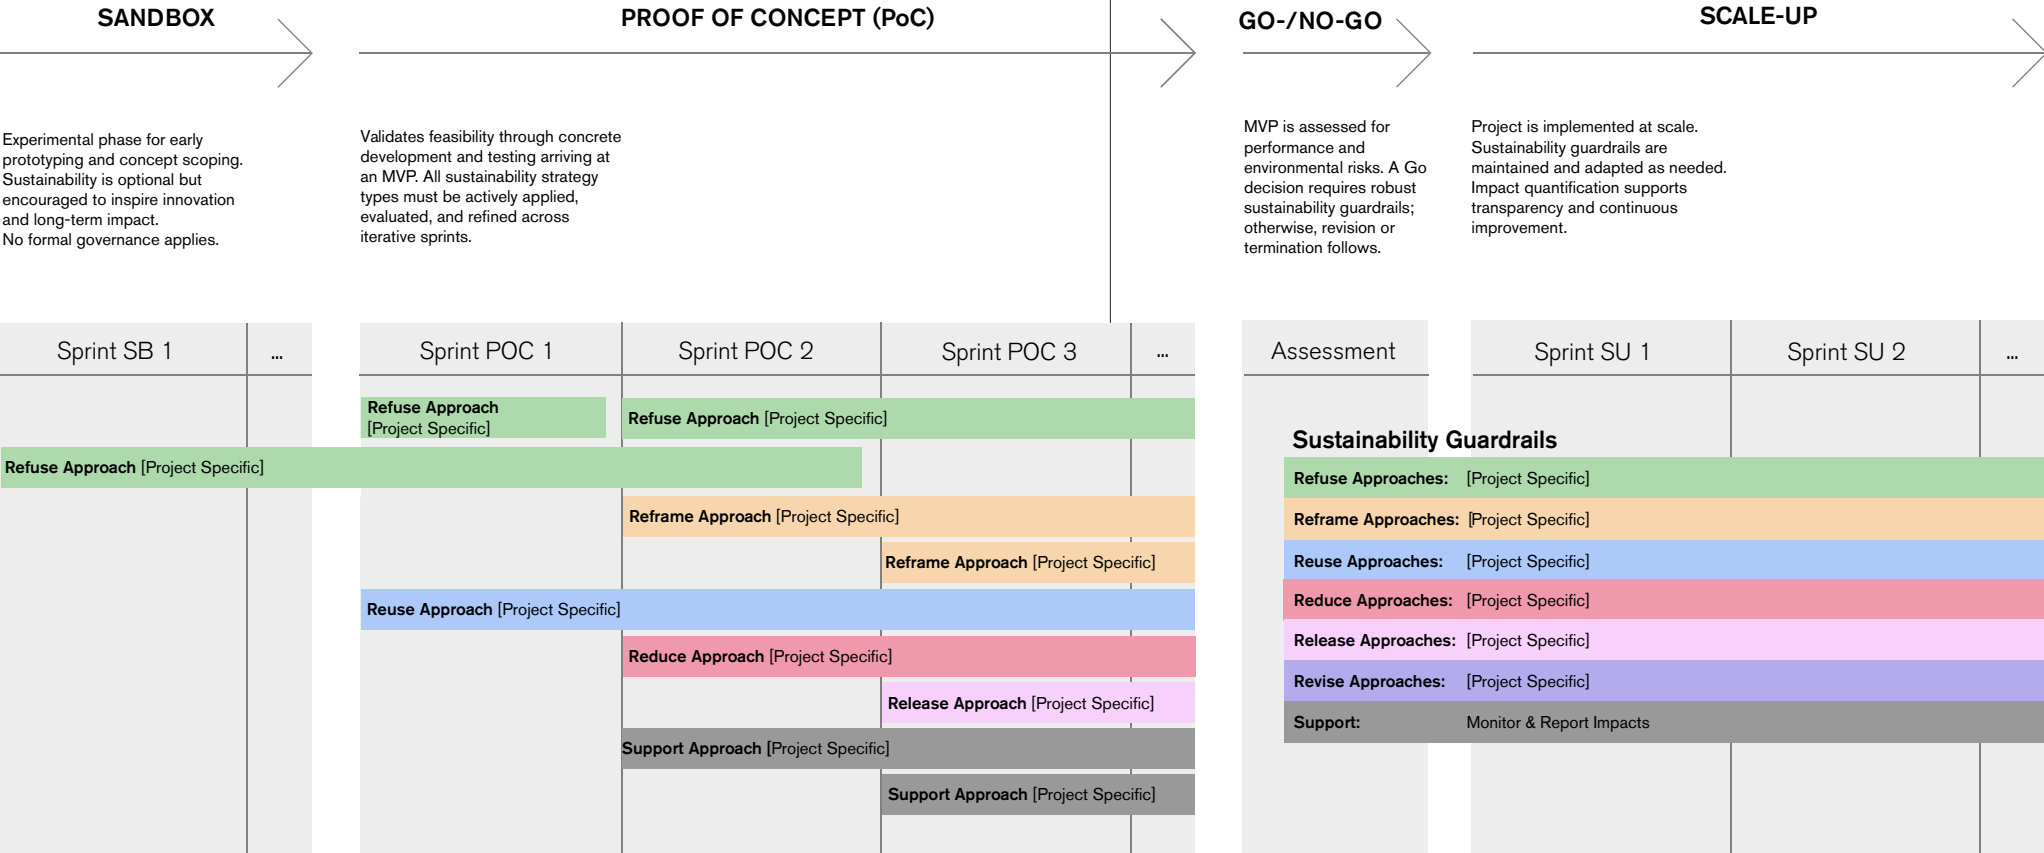 SANDBOX
PROOF OF CONCEPT (PoC)
GO-/NO-GO
SCALE-UP
Experimental phase for early
prototyping and concept scoping.
Sustainability is optional but
encouraged to inspire innovation
and long-term impact.
No formal governance applies.
Validates feasibility through concrete
development and testing arriving at
an MVP. All sustainability strategy
types must be actively applied,
evaluated, and refined across
iterative sprints.
MVP is assessed for
performance and
environmental risks. A Go
decision requires robust
sustainability guardrails;
otherwise, revision or
termination follows.
Project is implemented at scale.
Sustainability guardrails are
maintained and adapted as needed.
Impact quantification supports
transparency and continuous
improvement.
Sprint SB 1
...
Sprint POC 1
Sprint POC 2
Sprint POC 3
...
Assessment
Sprint SU 1
Sprint SU 2
...
Refuse Approach
[Project Specific]
Refuse Approach [Project Specific]
Refuse Approach [Project Specific]
Reframe Approach [Project Specific]
Reframe Approach [Project Specific]
Reuse Approach [Project Specific]
Reduce Approach [Project Specific]
Release Approach [Project Specific]
Support Approach [Project Specific]
Support Approach [Project Specific]
Sustainability Guardrails
Refuse Approaches: [Project Specific]
Reframe Approaches: [Project Specific]
Reuse Approaches: [Project Specific]
Reduce Approaches: [Project Specific]
Release Approaches: [Project Specific]
Revise Approaches: [Project Specific]
Support: Monitor & Report Impacts